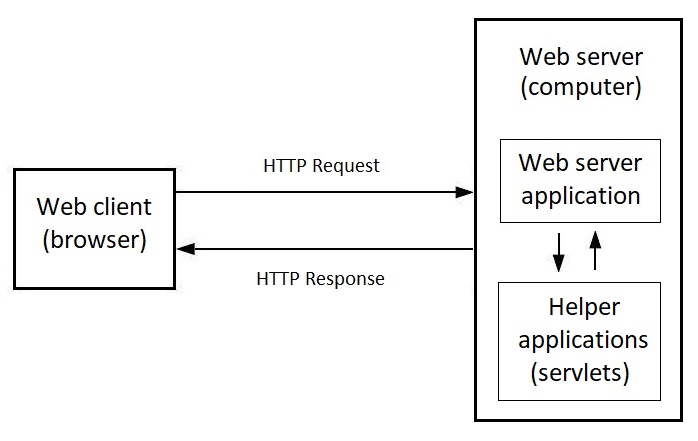 Web server
(computer)
HTTP Request
Web server
application
Web client
(browser)
HTTP Response
Helper
applications
(servlets)